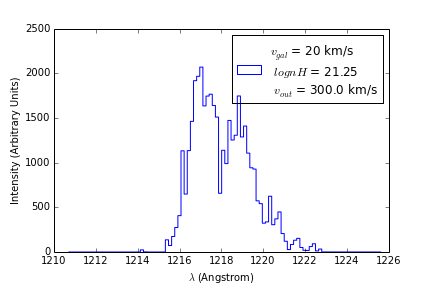 2500
2000
1500
1000
500
0
Intensity (Arbitrary Units)
v_gal = 20 km/s
lognH = 21.25
v_out = 300.0 km/s
1210 1212 1214 1216 1218 1220 1222 1224 1226
λ (Angstrom)